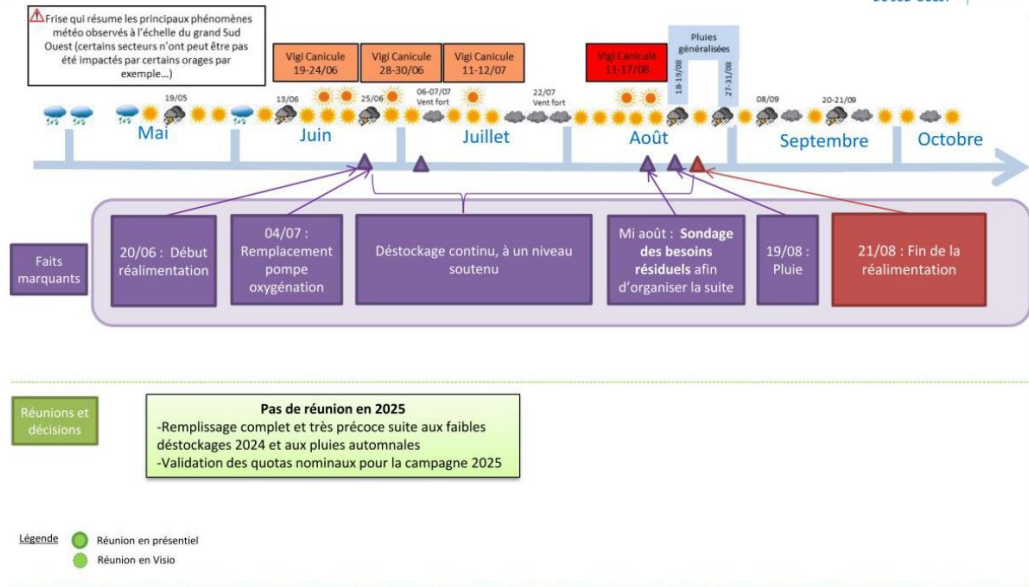 Frise qui résume les principaux phénomènes
météo observés à l'échelle du grand Sud
Ouest (certains secteurs n'ont peut être pas
été impactés par certains orages par
exemple…)
Vigi Canicule
19-24/06
Vigi Canicule
28-30/06
Vigi Canicule
11-12/07
Vigi Canicule
11-17/08
Pluies
généralisées
18-19/08
27-31/08
19/05
13/06
25/06
06-07/07
Vent fort
22/07
Vent fort
08/09
20-21/09
Mai
Juin
Juillet
Août
Septembre
Octobre
Faits
marquants
20/06 : Début
réalimentation
04/07 :
Remplacement
pompe
oxygénation
Déstockage continu, à un niveau
soutenu
Mi août : Sondage
des besoins
résiduels afin
d'organiser la suite
19/08 :
Pluie
21/08 : Fin de la
réalimentation
Réunions et
décisions
Pas de réunion en 2025
-Remplissage complet et très précoce suite aux faibles
déstockages 2024 et aux pluies automnales
-Validation des quotas nominaux pour la campagne 2025
Légende
Réunion en présentiel
Réunion en Visio